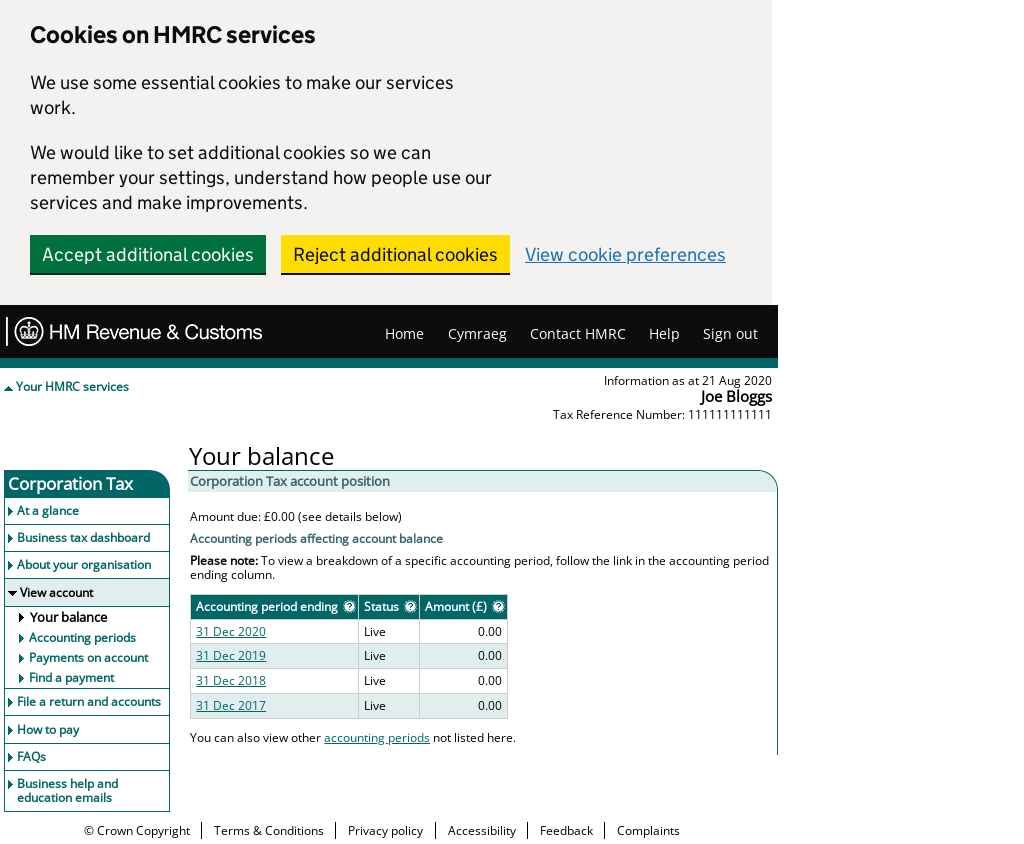 Cookies on HMRC services
We use some essential cookies to make our services
work.
We would like to set additional cookies so we can
remember your settings, understand how people use our
services and make improvements.
Accept additional cookies Reject additional cookies View cookie preferences
HM Revenue & Customs Home Cymraeg Contact HMRC Help Sign out
Your HMRC services
Information as at 21 Aug 2020
Joe Bloggs
Tax Reference Number: 111111111111
Your balance
Corporation Tax
At a glance
Business tax dashboard
About your organisation
View account
Your balance
Accounting periods
Payments on account
Find a payment
File a return and accounts
How to pay
FAQs
Business help and
education emails
Corporation Tax account position
Amount due: £0.00 (see details below)
Accounting periods affecting account balance
Please note: To view a breakdown of a specific accounting period, follow the link in the accounting period
ending column.
Accounting period ending ? Status ? Amount (£) ?
31 Dec 2020 Live 0.00
31 Dec 2019 Live 0.00
31 Dec 2018 Live 0.00
31 Dec 2017 Live 0.00
You can also view other accounting periods not listed here.
© Crown Copyright Terms & Conditions Privacy policy Accessibility Feedback Complaints